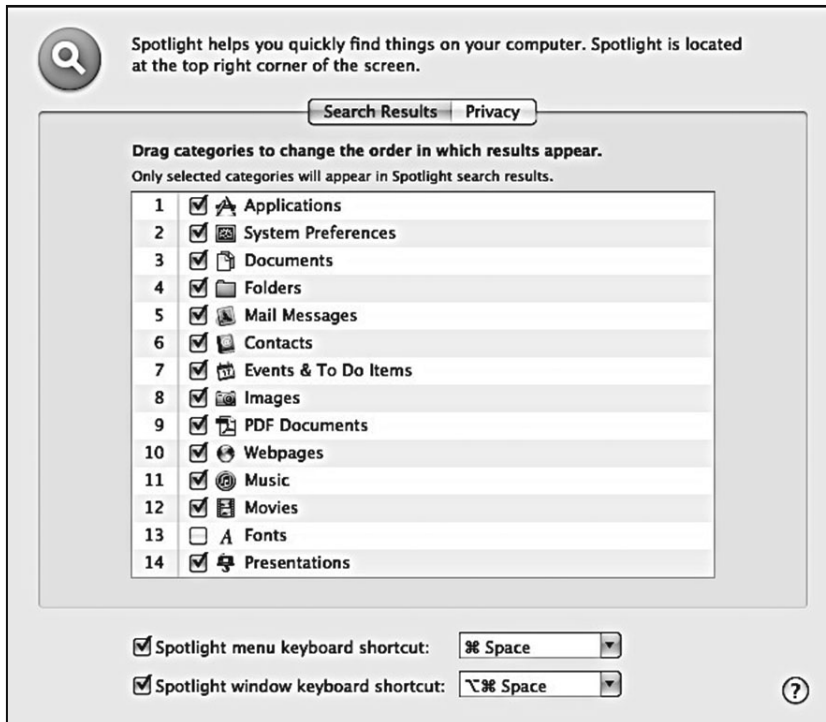 Spotlight helps you quickly find things on your computer. Spotlight is located
at the top right corner of the screen.
Search Results Privacy
Drag categories to change the order in which results appear.
Only selected categories will appear in Spotlight search results.
1 Applications
2 System Preferences
3 Documents
4 Folders
5 Mail Messages
6 Contacts
7 Events & To Do Items
8 Images
9 PDF Documents
10 Webpages
11 Music
12 Movies
13 Fonts
14 Presentations
Spotlight menu keyboard shortcut: ⌘ Space
Spotlight window keyboard shortcut: ⌥⌘ Space
?